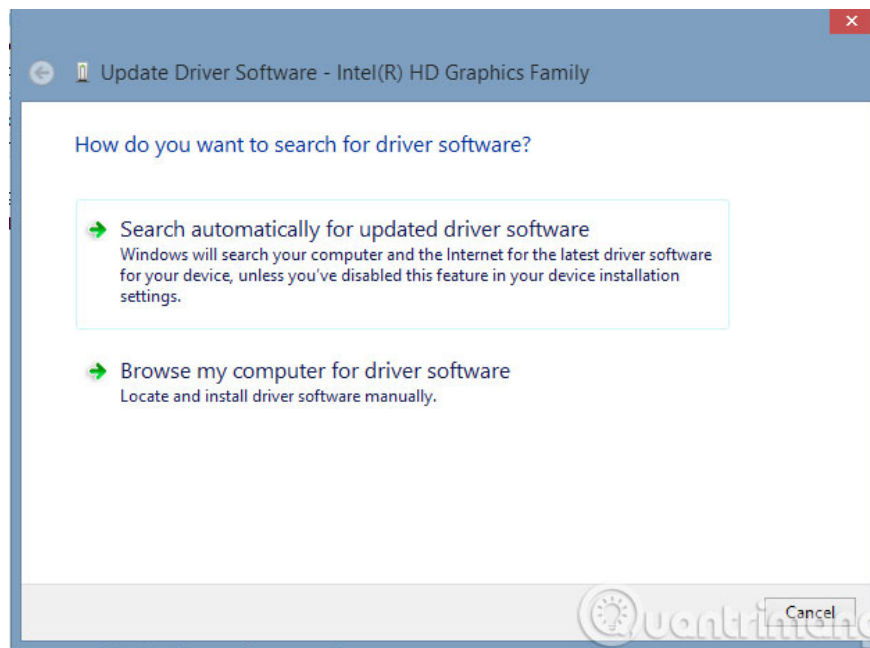 Update Driver Software - Intel(R) HD Graphics Family
How do you want to search for driver software?
Search automatically for updated driver software
Windows will search your computer and the Internet for the latest driver software
for your device, unless you've disabled this feature in your device installation
settings.
Browse my computer for driver software
Locate and install driver software manually.
Cancel